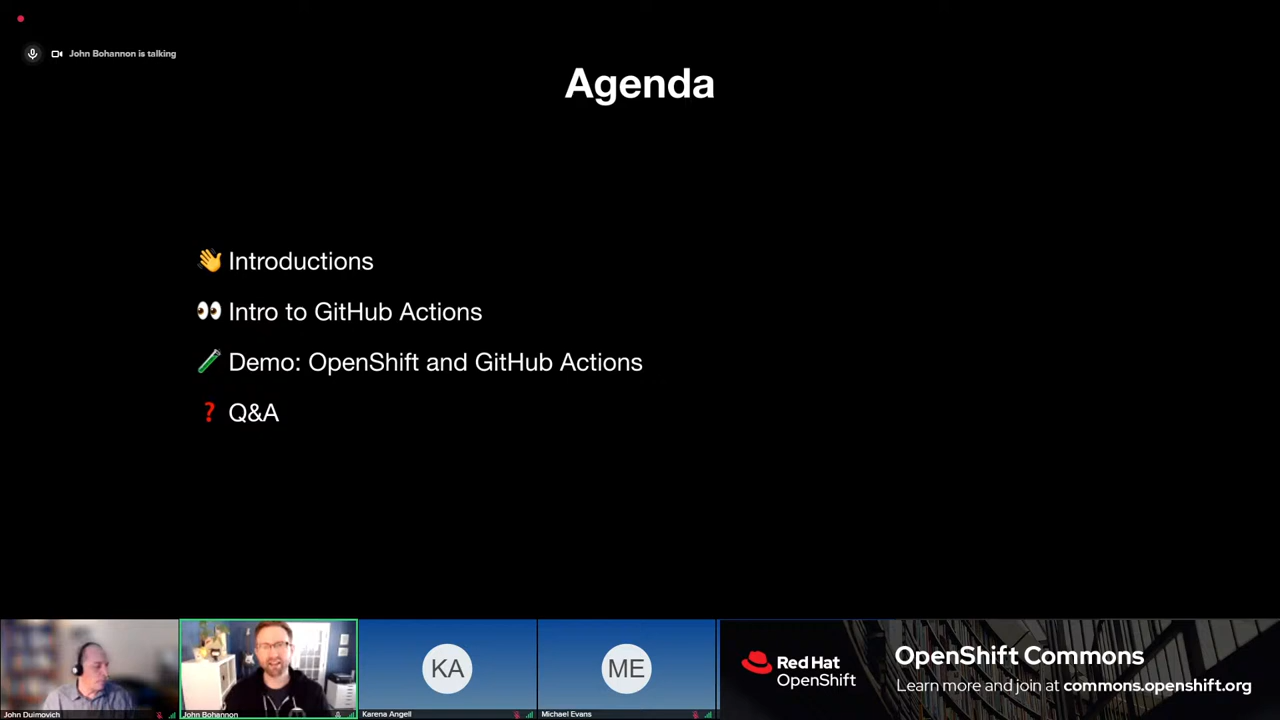 John Bohannon is talking
Agenda
👋 Introductions
👀 Intro to GitHub Actions
🧪 Demo: OpenShift and GitHub Actions
❓ Q&A
KA
ME
John Duimovich
John Bohannon
Karena Angell
Michael Evans
Red Hat
OpenShift
OpenShift Commons
Learn more and join at commons.openshift.org